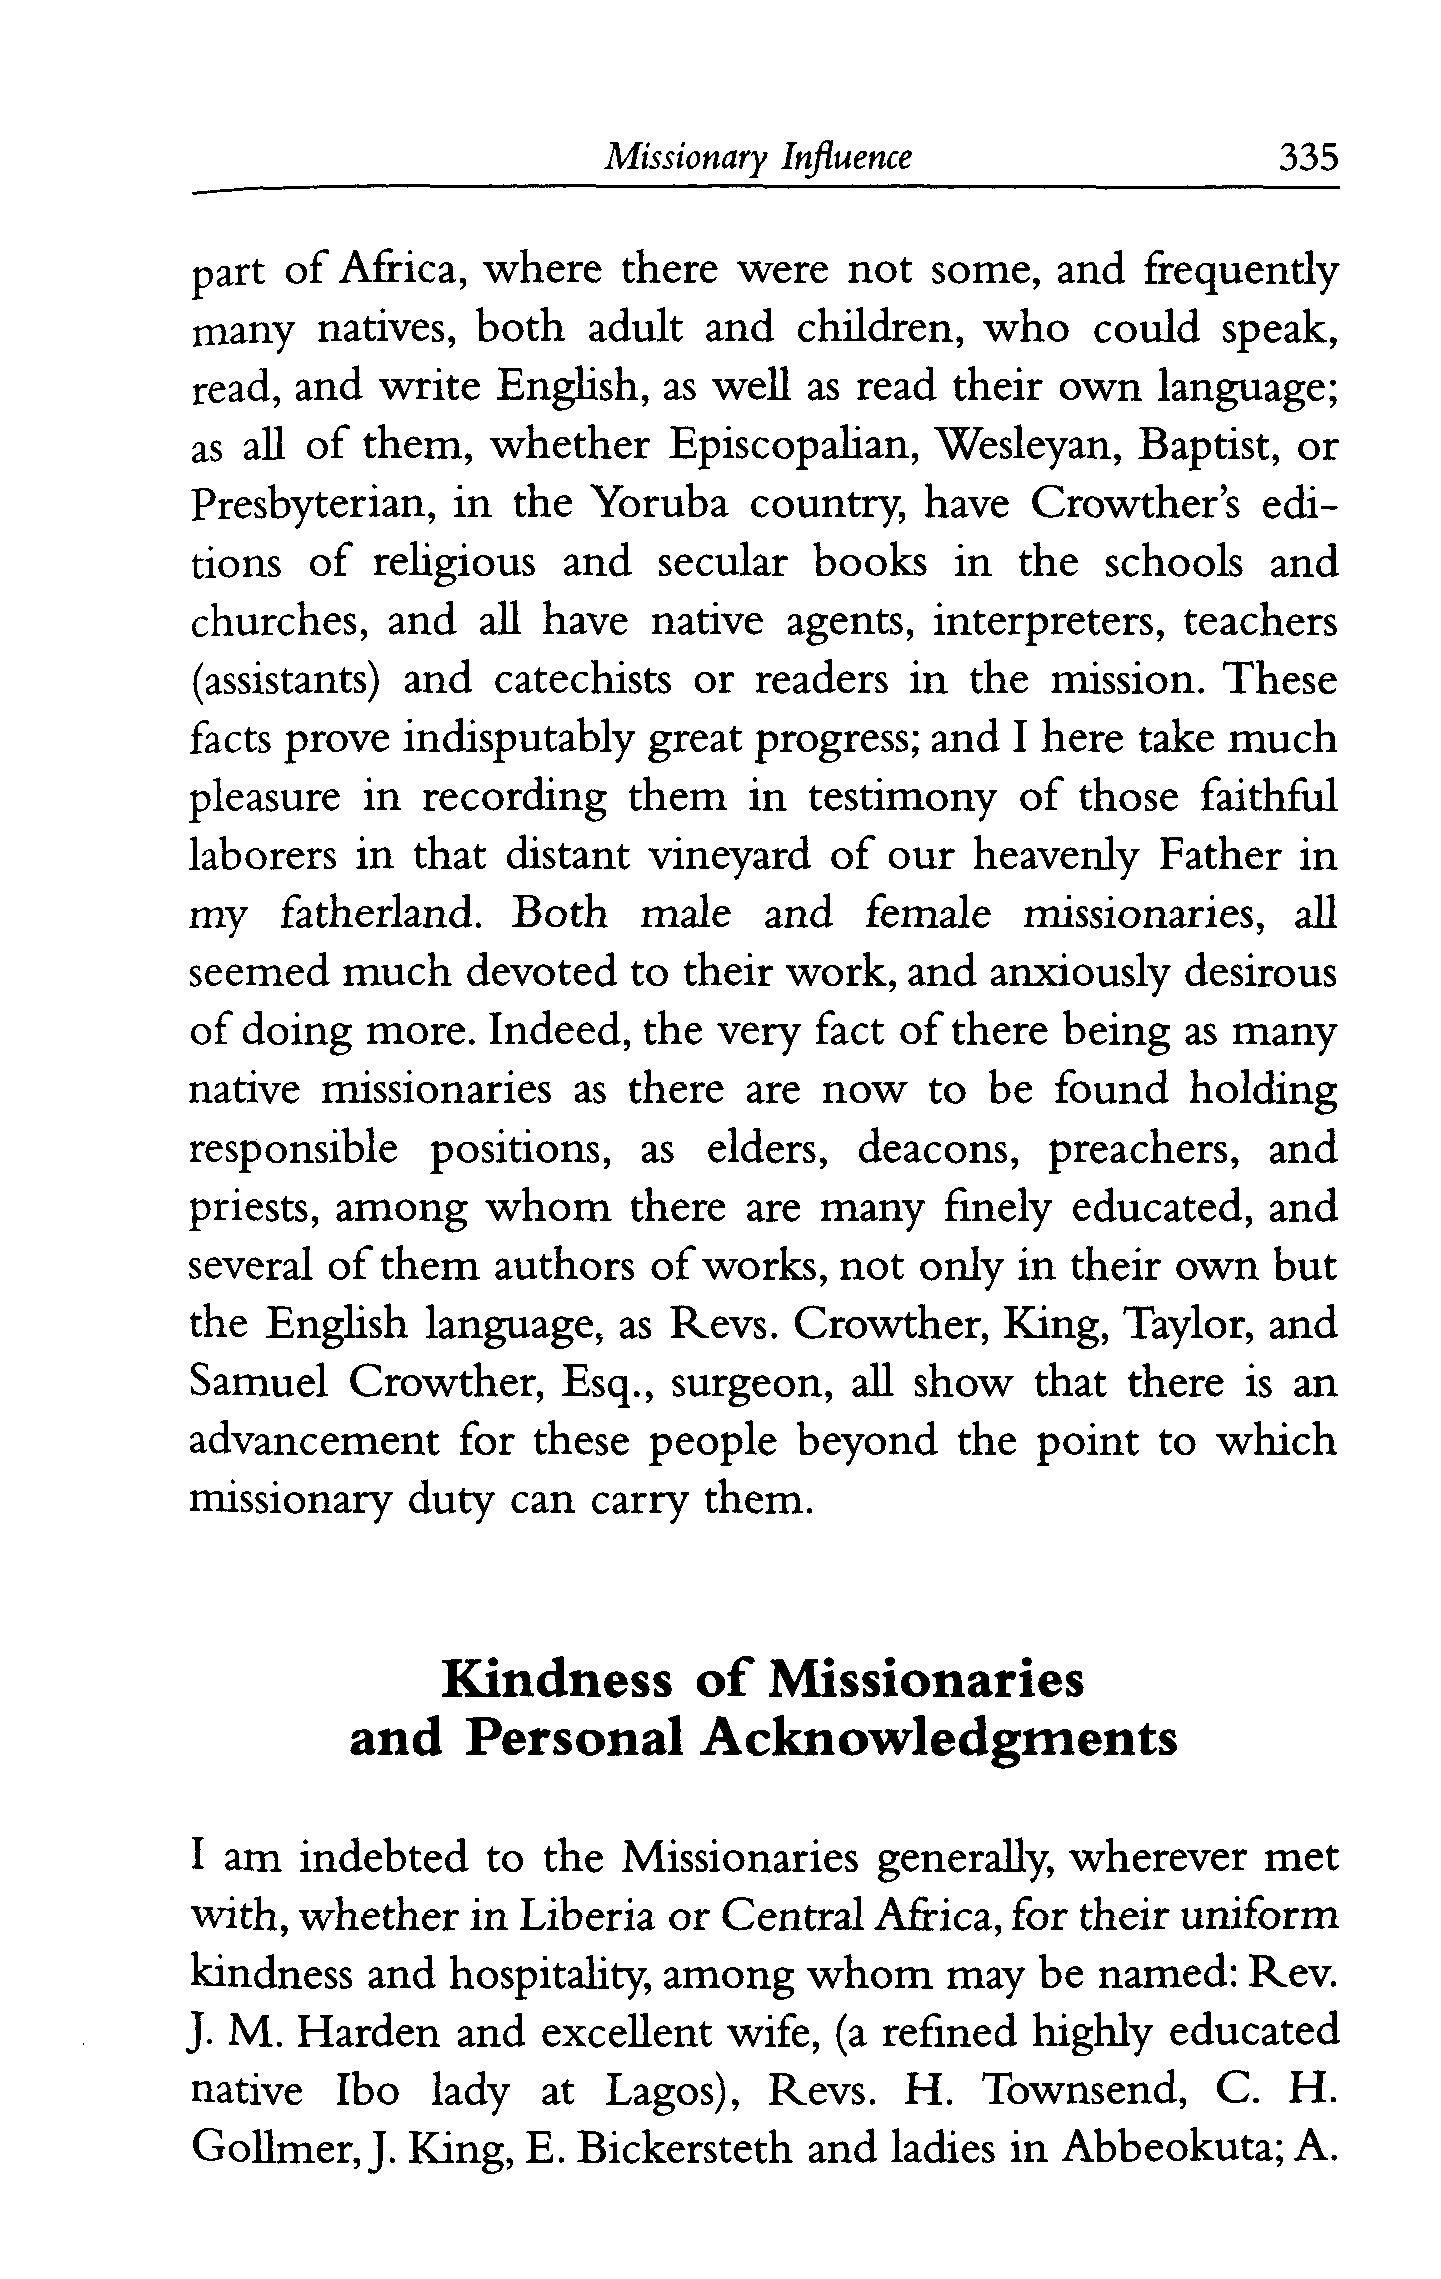 Missionary Influence 335
part of Africa, where there were not some, and frequently
many natives, both adult and children, who could speak,
read, and write English, as well as read their own language;
as all of them, whether Episcopalian, Wesleyan, Baptist, or
Presbyterian, in the Yoruba country, have Crowther's edi-
tions of religious and secular books in the schools and
churches, and all have native agents, interpreters, teachers
(assistants) and catechists or readers in the mission. These
facts prove indisputably great progress; and I here take much
pleasure in recording them in testimony of those faithful
laborers in that distant vineyard of our heavenly Father in
my fatherland. Both male and female missionaries, all
seemed much devoted to their work, and anxiously desirous
of doing more. Indeed, the very fact of there being as many
native missionaries as there are now to be found holding
responsible positions, as elders, deacons, preachers, and
priests, among whom there are many finely educated, and
several of them authors of works, not only in their own but
the English language, as Revs. Crowther, King, Taylor, and
Samuel Crowther, Esq., surgeon, all show that there is an
advancement for these people beyond the point to which
missionary duty can carry them.
Kindness of Missionaries
and Personal Acknowledgments
I am indebted to the Missionaries generally, wherever met
with, whether in Liberia or Central Africa, for their uniform
kindness and hospitality, among whom may be named: Rev.
J. M. Harden and excellent wife, (a refined highly educated
native Ibo lady at Lagos), Revs. H. Townsend, C. H.
Gollmer, J. King, E. Bickersteth and ladies in Abbeokuta; A.